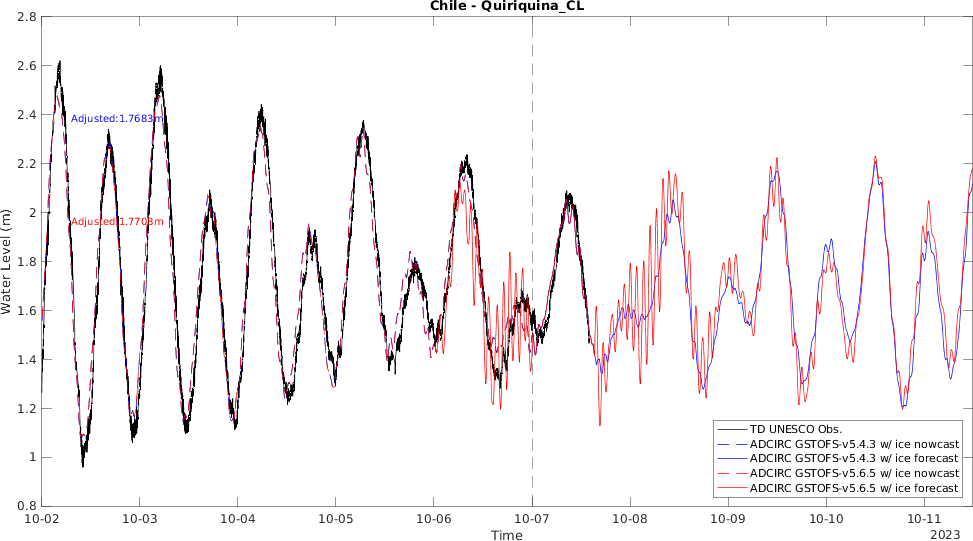 Chile - Quiriquina_CL
2.8
2.6
2.4
2.2
2
1.8
1.6
1.4
1.2
1
0.8
Water Level (m)
Adjusted:1.7683m
Adjusted:1.7703m
TD UNESCO Obs.
ADCIRC GSTOFS-v5.4.3 w/ ice nowcast
ADCIRC GSTOFS-v5.4.3 w/ ice forecast
ADCIRC GSTOFS-v5.6.5 w/ ice nowcast
ADCIRC GSTOFS-v5.6.5 w/ ice forecast
10-02 10-03 10-04 10-05 10-06 10-07 10-08 10-09 10-10 10-11
Time
2023